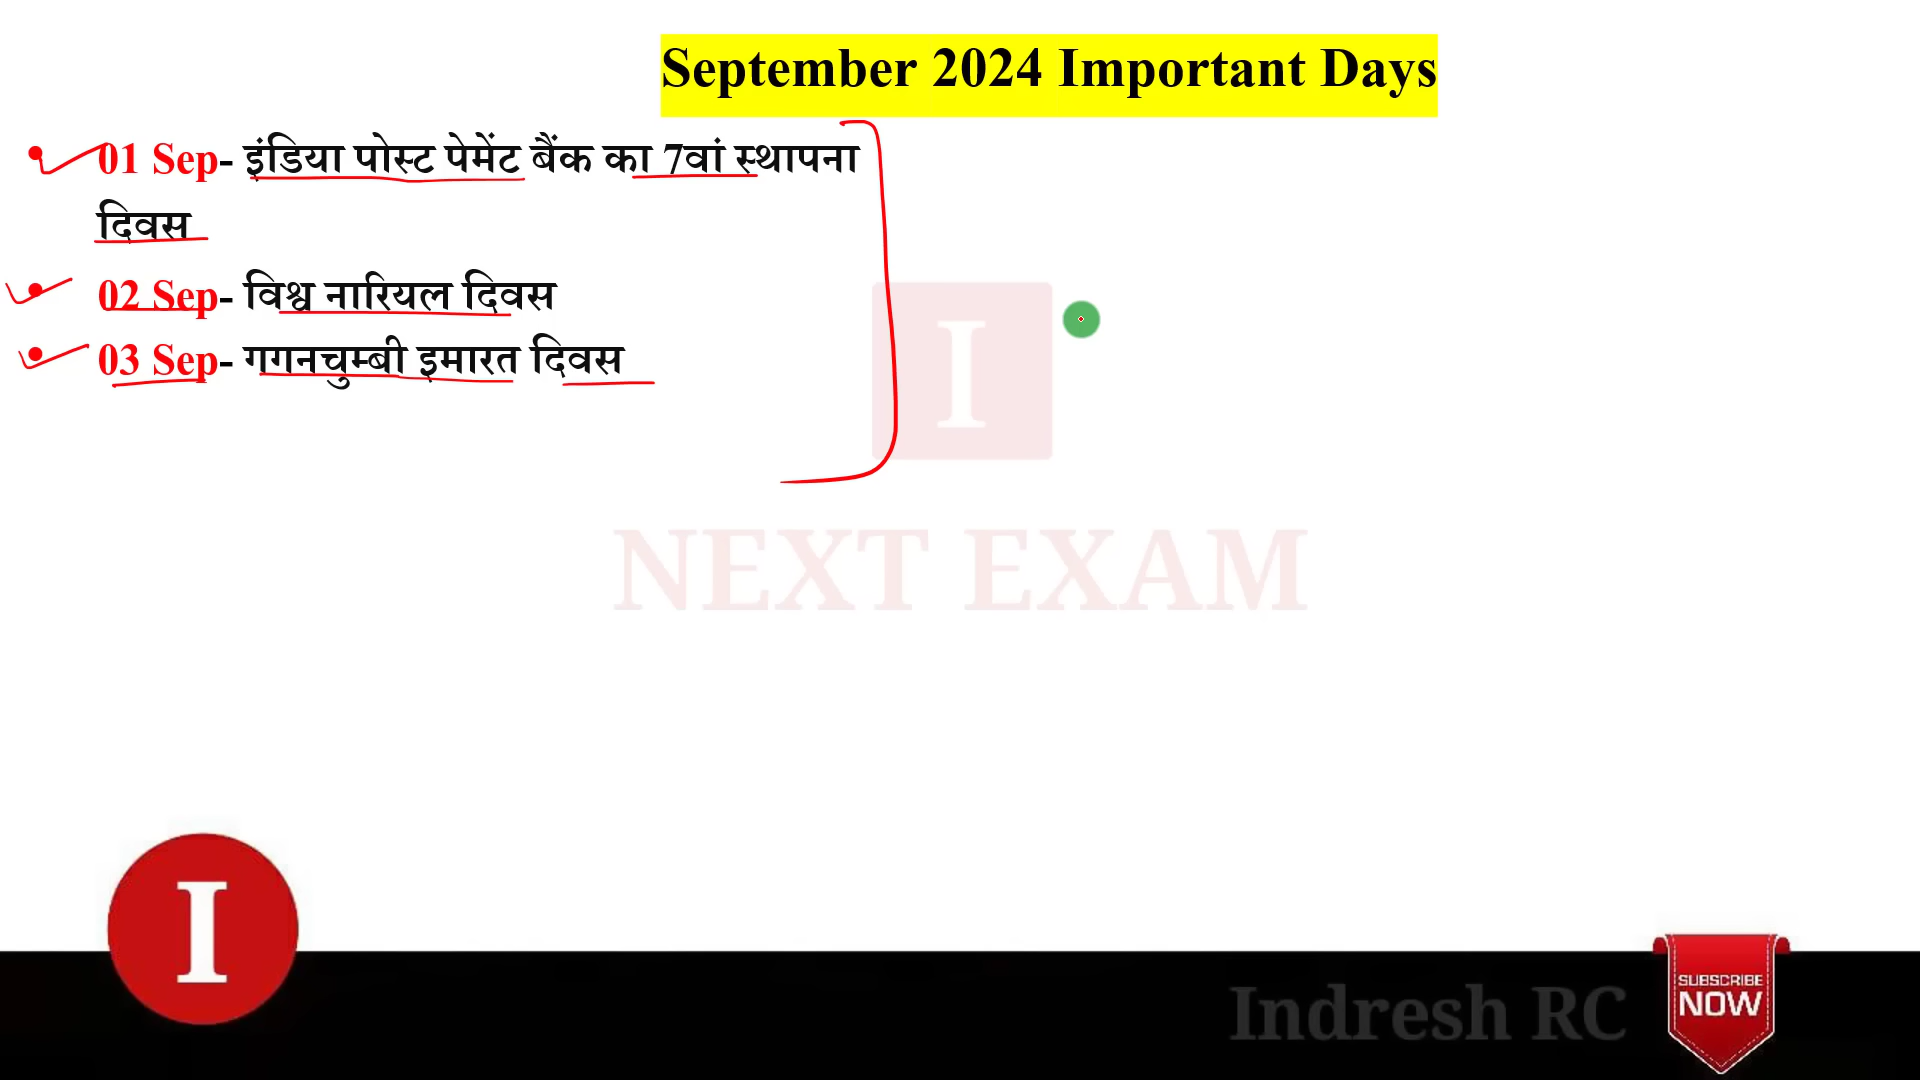 September 2024 Important Days
• 01 Sep- इंडिया पोस्ट पेमेंट बैंक का 7वां स्थापना
दिवस
• 02 Sep- विश्व नारियल दिवस
• 03 Sep- गगनचुम्बी इमारत दिवस
I
NEXT EXAM
I
Indresh RC
SUBSCRIBE
NOW